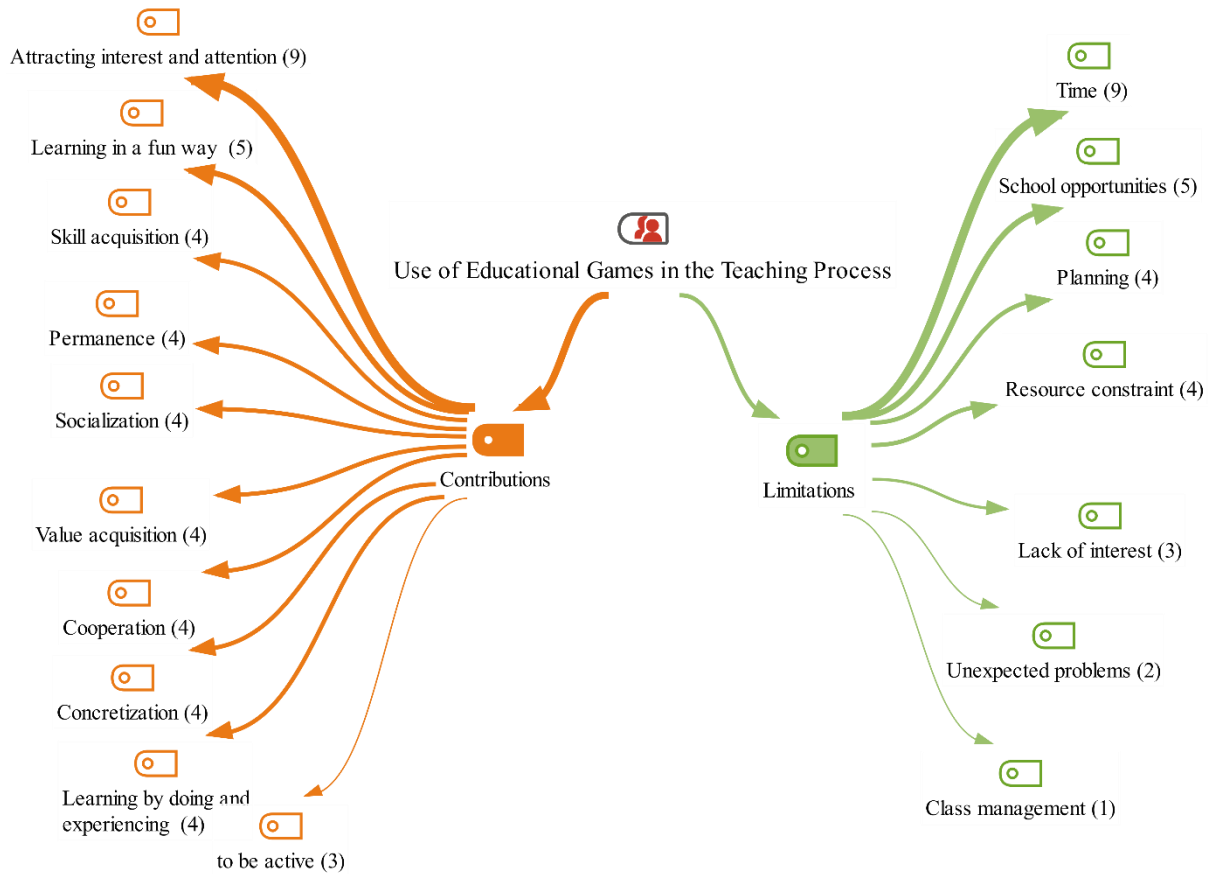 Use of Educational Games in the Teaching Process
Contributions
Attracting interest and attention (9)
Learning in a fun way (5)
Skill acquisition (4)
Permanence (4)
Socialization (4)
Value acquisition (4)
Cooperation (4)
Concretization (4)
Learning by doing and
experiencing (4)
to be active (3)
Limitations
Time (9)
School opportunities (5)
Planning (4)
Resource constraint (4)
Lack of interest (3)
Unexpected problems (2)
Class management (1)